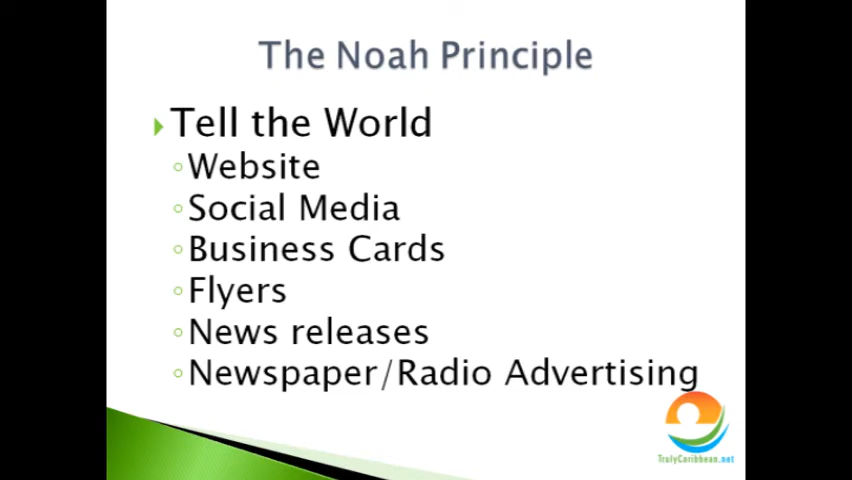 The Noah Principle
Tell the World
Website
Social Media
Business Cards
Flyers
News releases
Newspaper/Radio Advertising
TrulyCaribbean.net